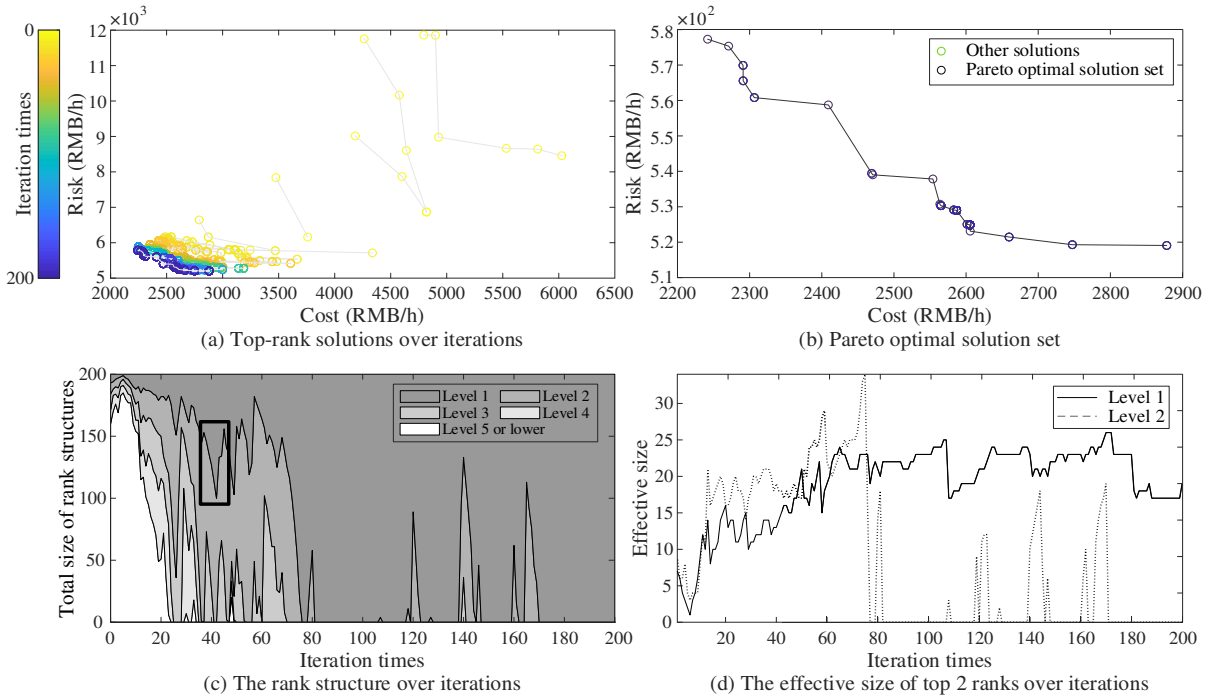 ×10³
0
200
Iteration times
Risk (RMB/h)
12
11
9
8
7
6
5
2000 2500 3000 3500 4000 4500 5000 5500 6000 6500
Cost (RMB/h)
(a) Top-rank solutions over iterations
×10²
5.8
5.7
5.6
5.5
5.4
5.3
5.2
5.1
Risk (RMB/h)
Other solutions
Pareto optimal solution set
2200 2300 2400 2500 2600 2700 2800 2900
Cost (RMB/h)
(b) Pareto optimal solution set
200
150
100
50
0
Total size of rank structures
Level 1 Level 2
Level 3 Level 4
Level 5 or lower
0 20 40 60 80 100 120 140 160 180 200
Iteration times
(c) The rank structure over iterations
30
25
20
15
10
5
0
Effective size
Level 1
Level 2
20 40 60 80 100 120 140 160 180 200
Iteration times
(d) The effective size of top 2 ranks over iterations